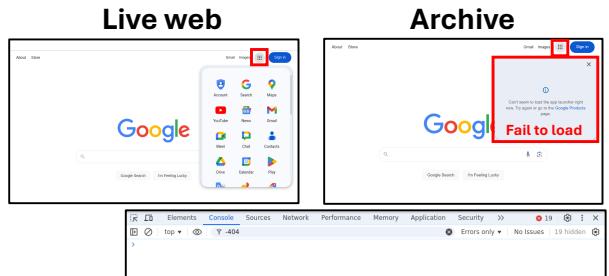 Live web
Archive
About Store
Gmail Images
Sign in
Account Search Maps
YouTube News Gmail
Meet Chat Contacts
Drive Calendar Play
Google
Google Search I'm Feeling Lucky
About Store
Gmail Images
Sign in
Can't seem to load the app launcher right
now. Try again or go to the Google Products
page.
Fail to load
Google
Google Search I'm Feeling Lucky
Elements Console Sources Network Performance Memory Application Security 19
top -404 Errors only No Issues 19 hidden